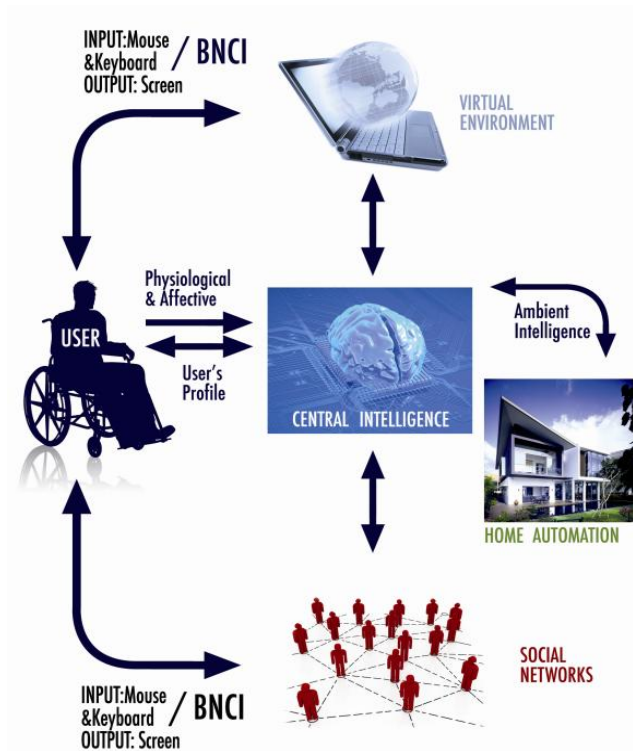 INPUT:Mouse
&Keyboard / BNCI
OUTPUT: Screen
VIRTUAL
ENVIRONMENT
Physiological
& Affective
USER
User's
Profile
CENTRAL INTELLIGENCE
Ambient
Intelligence
HOME AUTOMATION
SOCIAL
NETWORKS
INPUT:Mouse
&Keyboard / BNCI
OUTPUT: Screen